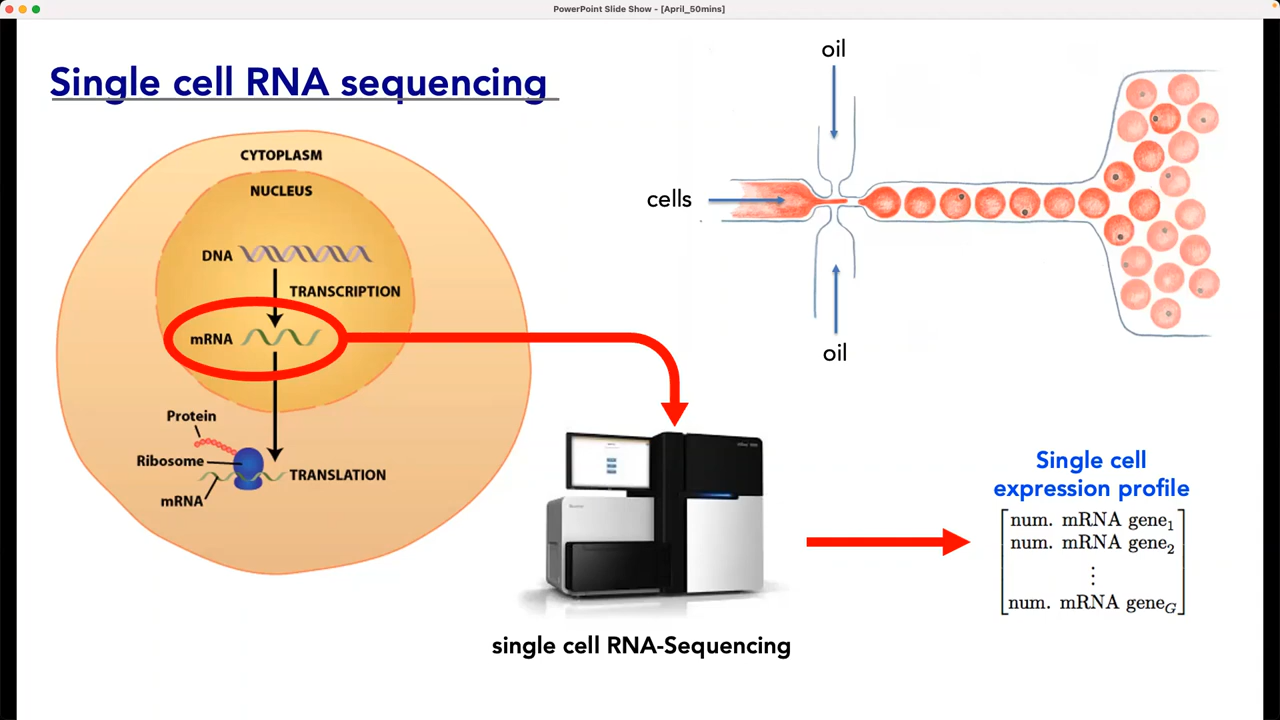 PowerPoint Slide Show - [April_50mins]
Single cell RNA sequencing
CYTOPLASM
NUCLEUS
DNA
TRANSCRIPTION
mRNA
Protein
Ribosome
TRANSLATION
mRNA
oil
cells
oil
single cell RNA-Sequencing
Single cell
expression profile
num. mRNA gene₁
num. mRNA gene₂
⋮
num. mRNA gene_G